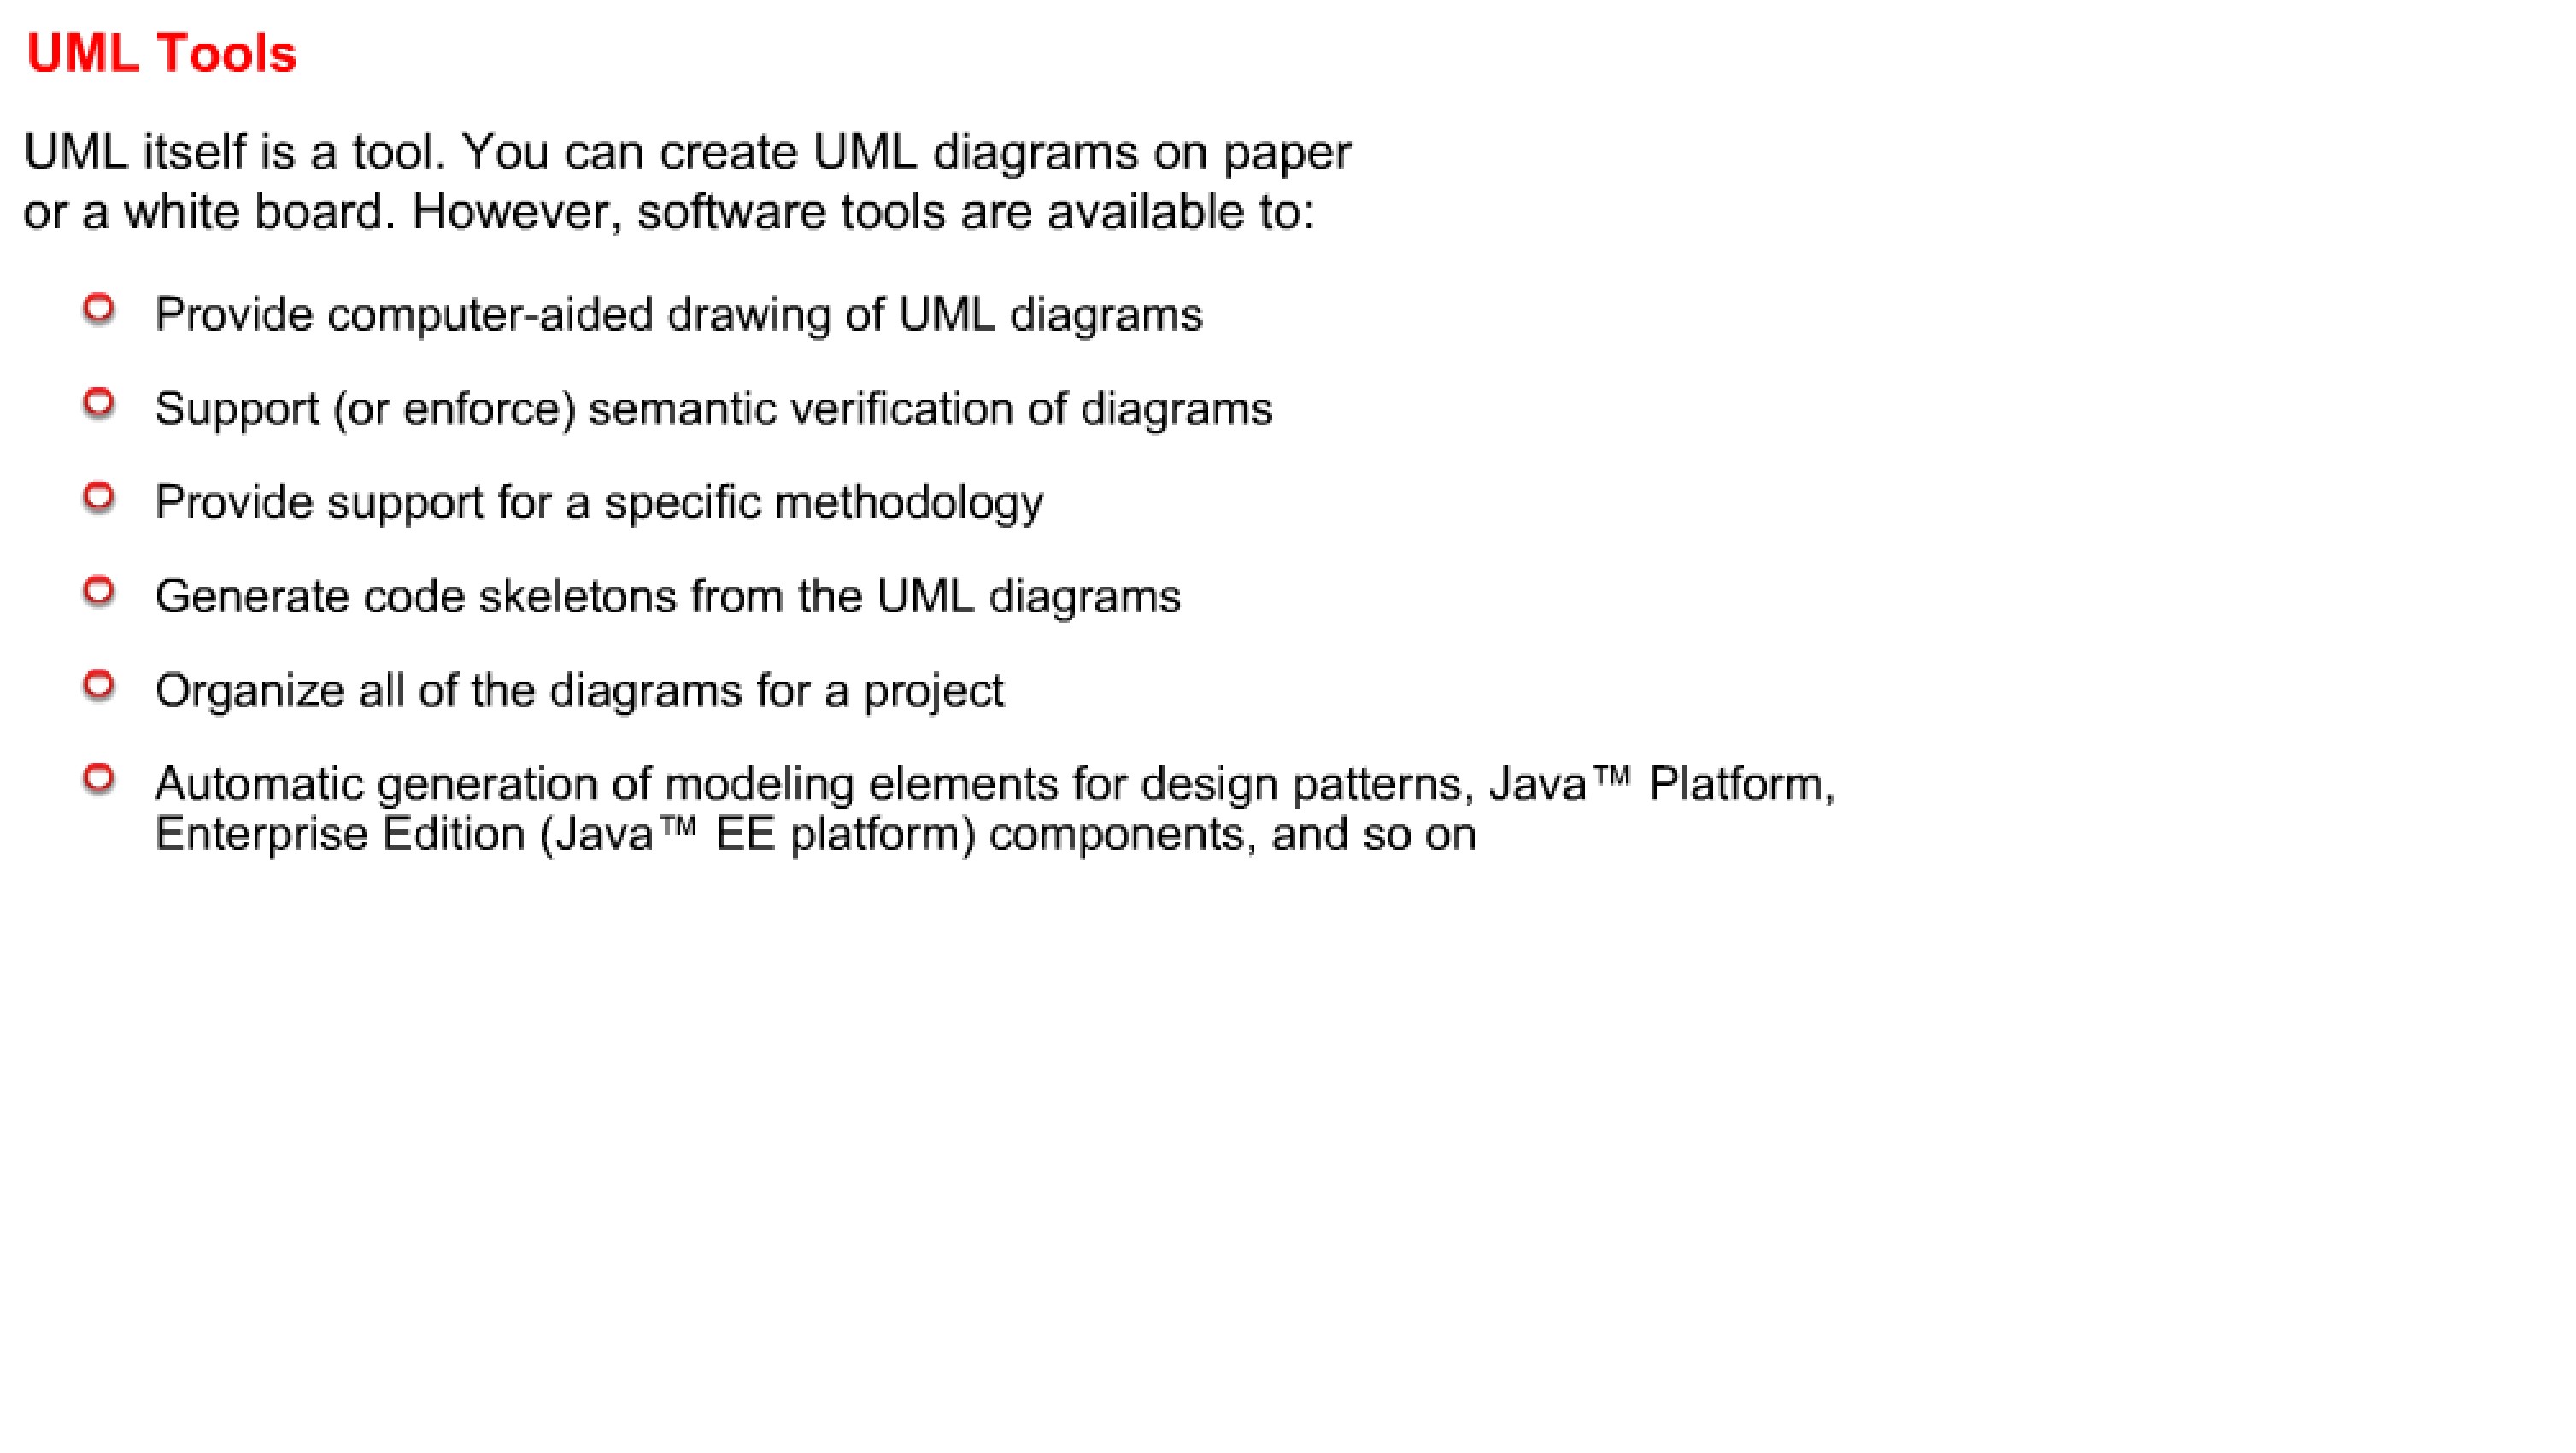 UML Tools
UML itself is a tool. You can create UML diagrams on paper
or a white board. However, software tools are available to:
Provide computer-aided drawing of UML diagrams
Support (or enforce) semantic verification of diagrams
Provide support for a specific methodology
Generate code skeletons from the UML diagrams
Organize all of the diagrams for a project
Automatic generation of modeling elements for design patterns, Java™ Platform,
Enterprise Edition (Java™ EE platform) components, and so on